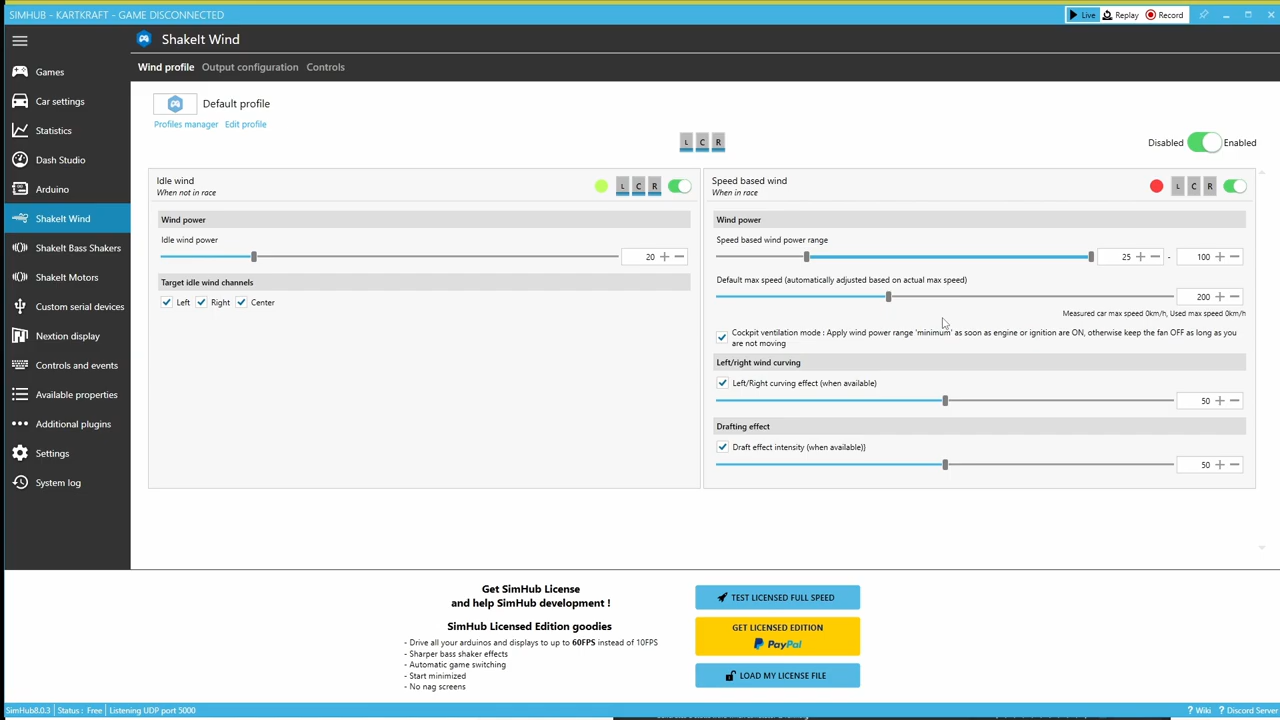 SIMHUB - KARTKRAFT - GAME DISCONNECTED
Live
Replay
Record
ShakeIt Wind
Games
Car settings
Statistics
Dash Studio
Arduino
ShakeIt Wind
ShakeIt Bass Shakers
ShakeIt Motors
Custom serial devices
Nextion display
Controls and events
Available properties
Additional plugins
Settings
System log
Wind profile
Output configuration
Controls
Default profile
Profiles manager
Edit profile
L C R
Disabled
Enabled
Idle wind
When not in race
L C R
Wind power
Idle wind power
20
Target idle wind channels
Left
Right
Center
Speed based wind
When in race
L C R
Wind power
Speed based wind power range
25 - 100
Default max speed (automatically adjusted based on actual max speed)
200
Measured car max speed 0km/h, Used max speed 0km/h
Cockpit ventilation mode : Apply wind power range 'minimum' as soon as engine or ignition are ON, otherwise keep the fan OFF as long as you
are not moving
Left/right wind curving
Left/Right curving effect (when available)
50
Drafting effect
Draft effect intensity (when available))
50
Get SimHub License
and help SimHub development !
SimHub Licensed Edition goodies
- Drive all your arduinos and displays to up to 60FPS instead of 10FPS
- Sharper bass shaker effects
- Automatic game switching
- Start minimized
- No nag screens
TEST LICENSED FULL SPEED
GET LICENSED EDITION
PayPal
LOAD MY LICENSE FILE
SimHub8.0.3
Status : Free
Listening UDP port 5000
? Wiki
? Discord Server